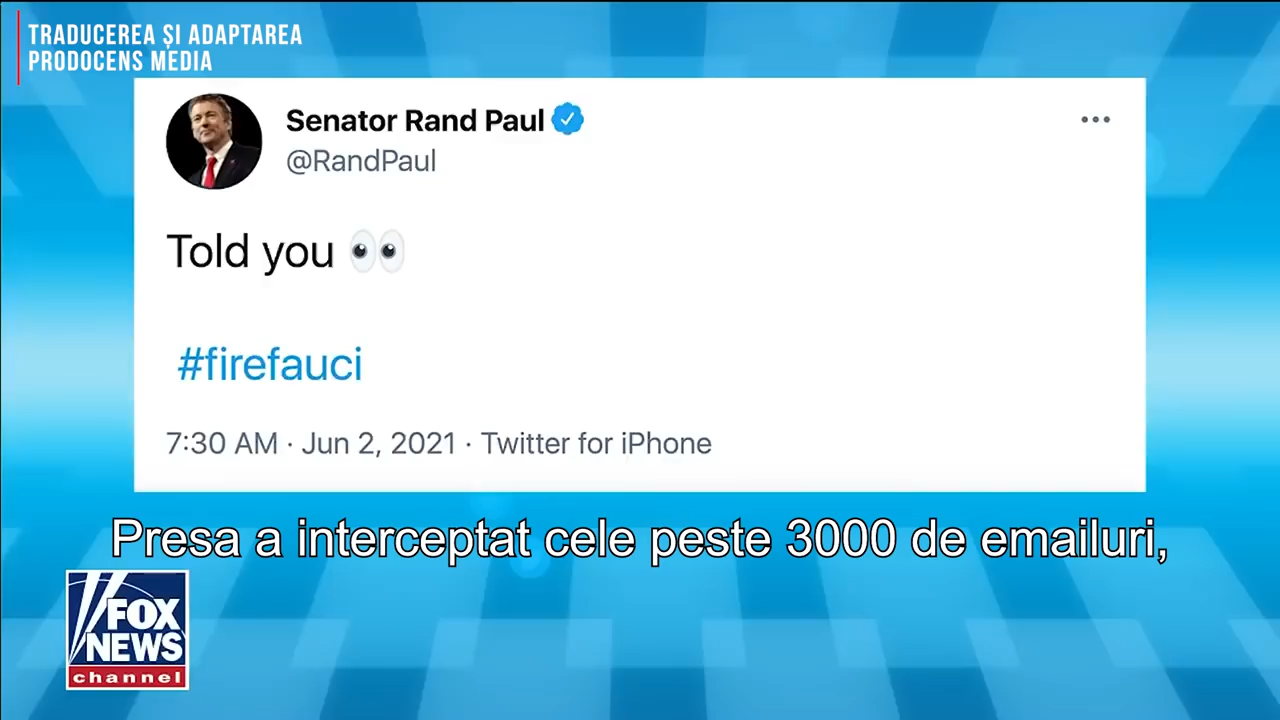 TRADUCEREA ȘI ADAPTAREA
PRODOCENS MEDIA
Senator Rand Paul
@RandPaul
Told you 👀
#firefauci
7:30 AM · Jun 2, 2021 · Twitter for iPhone
Presa a interceptat cele peste 3000 de emailuri,
FOX
NEWS
channel